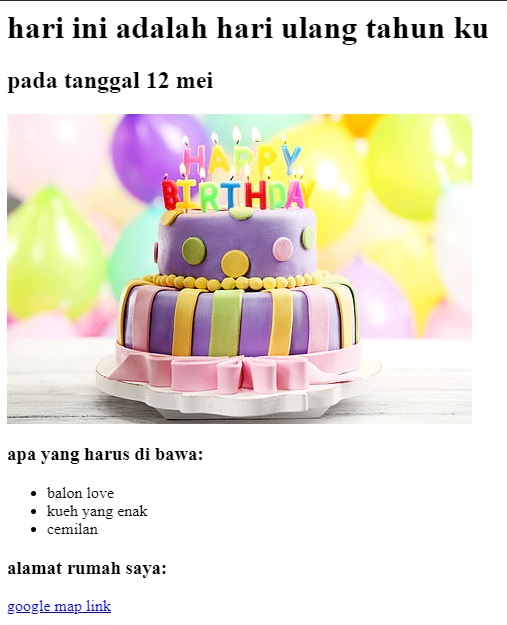 hari ini adalah hari ulang tahun ku
pada tanggal 12 mei
HAPPY
BIRTHDAY
apa yang harus di bawa:
balon love
kueh yang enak
cemilan
alamat rumah saya:
google map link